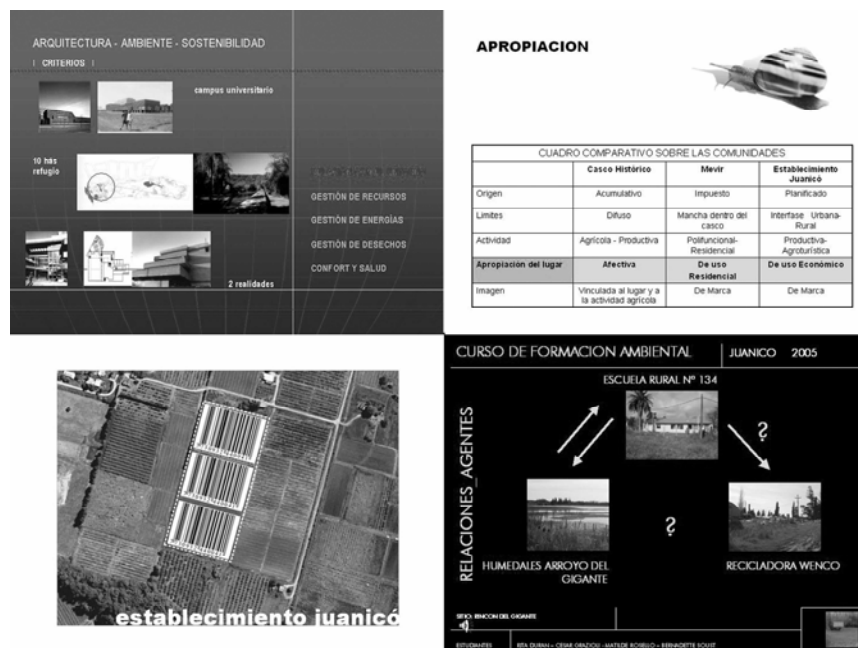 ARQUITECTURA - AMBIENTE - SOSTENIBILIDAD
| CRITERIOS |
campus universitario
10 hás
refugio
GESTIÓN DE RECURSOS
GESTIÓN DE ENERGÍAS
GESTIÓN DE DESECHOS
CONFORT Y SALUD
2 realidades
APROPIACION
CUADRO COMPARATIVO SOBRE LAS COMUNIDADES
Casco Histórico Mevir Establecimiento
Juanicó
Origen Acumulativo Impuesto Planificado
Limites Difuso Mancha dentro del Interfase Urbana-
casco Rural
Actividad Agrícola - Productiva Polifuncional- Productiva-
Residencial Agroturística
Apropiación del lugar Afectiva De uso De uso Económico
Residencial
Imagen Vinculada al lugar y a De Marca De Marca
la actividad agrícola
establecimiento juanicó
CURSO DE FORMACION AMBIENTAL JUANICO 2005
ESCUELA RURAL Nº 134
RELACIONES_AGENTES
?
?
HUMEDALES ARROYO DEL
GIGANTE
RECICLADORA WENCO
SITIO: RINCON DEL GIGANTE
ESTUDIANTES RITA DURAN – CESAR GRAZIOLI - MATILDE ROSELLO – BERNADETTE SOUST